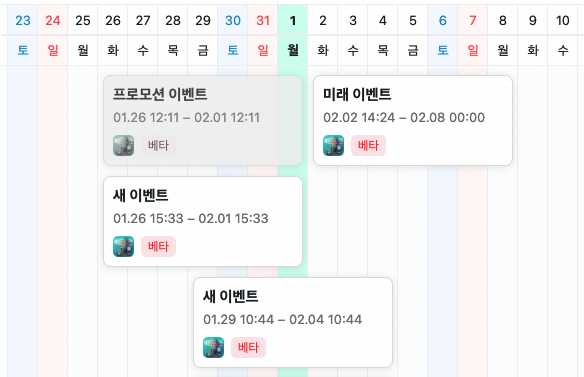 23 24 25 26 27 28 29 30 31 1 2 3 4 5 6 7 8 9 10
토 일 월 화 수 목 금 토 일 월 화 수 목 금 토 일 월 화 수
프로모션 이벤트
01.26 12:11 – 02.01 12:11
베타
미래 이벤트
02.02 14:24 – 02.08 00:00
베타
새 이벤트
01.26 15:33 – 02.01 15:33
베타
새 이벤트
01.29 10:44 – 02.04 10:44
베타